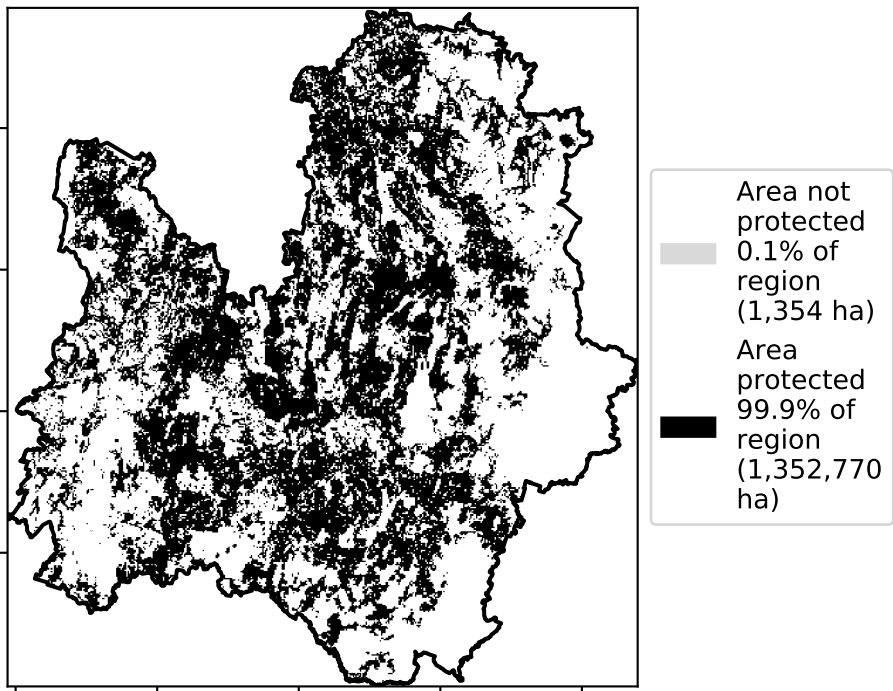 Area not
protected
0.1% of
region
(1,354 ha)
Area
protected
99.9% of
region
(1,352,770
ha)